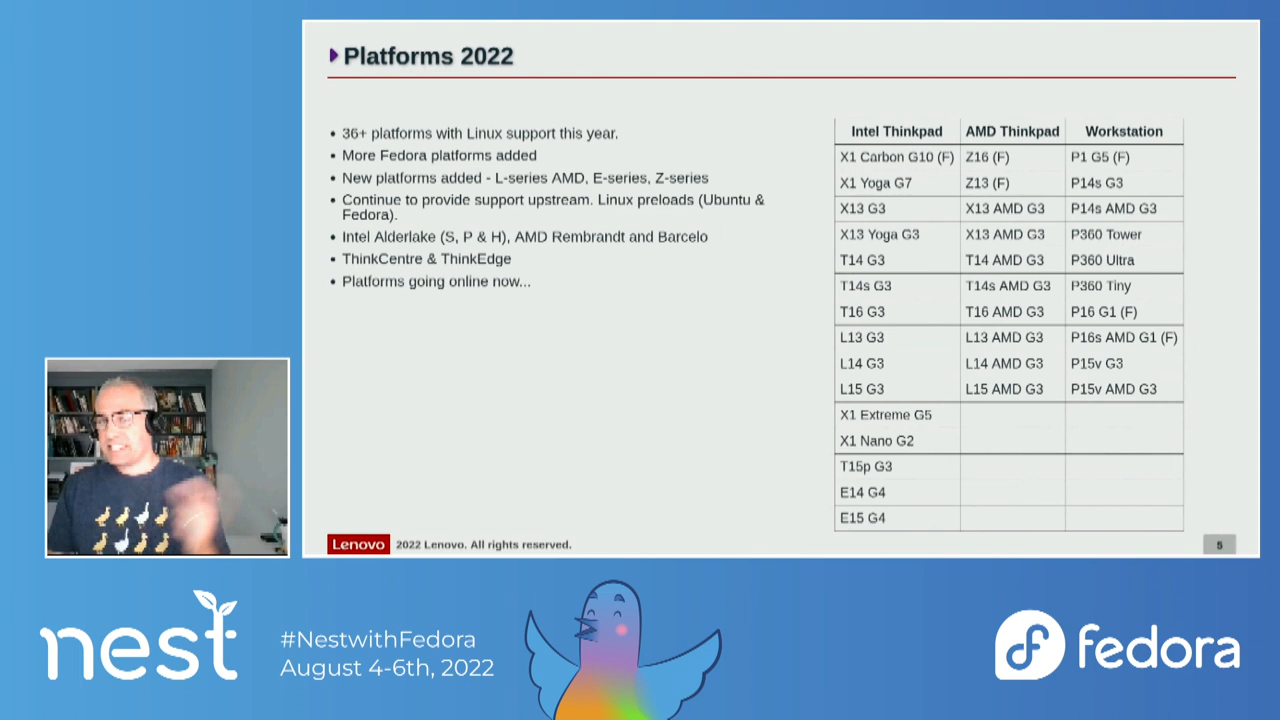 Platforms 2022
• 36+ platforms with Linux support this year.
• More Fedora platforms added
• New platforms added - L-series AMD, E-series, Z-series
• Continue to provide support upstream. Linux preloads (Ubuntu &
Fedora).
• Intel Alderlake (S, P & H), AMD Rembrandt and Barcelo
• ThinkCentre & ThinkEdge
• Platforms going online now...
Intel Thinkpad AMD Thinkpad Workstation
X1 Carbon G10 (F) Z16 (F) P1 G5 (F)
X1 Yoga G7 Z13 (F) P14s G3
X13 G3 X13 AMD G3 P14s AMD G3
X13 Yoga G3 X13 AMD G3 P360 Tower
T14 G3 T14 AMD G3 P360 Ultra
T14s G3 T14s AMD G3 P360 Tiny
T16 G3 T16 AMD G3 P16 G1 (F)
L13 G3 L13 AMD G3 P16s AMD G1 (F)
L14 G3 L14 AMD G3 P15v G3
L15 G3 L15 AMD G3 P15v AMD G3
X1 Extreme G5
X1 Nano G2
T15p G3
E14 G4
E15 G4
Lenovo 2022 Lenovo. All rights reserved. 5
nest
#NestwithFedora
August 4-6th, 2022
fedora